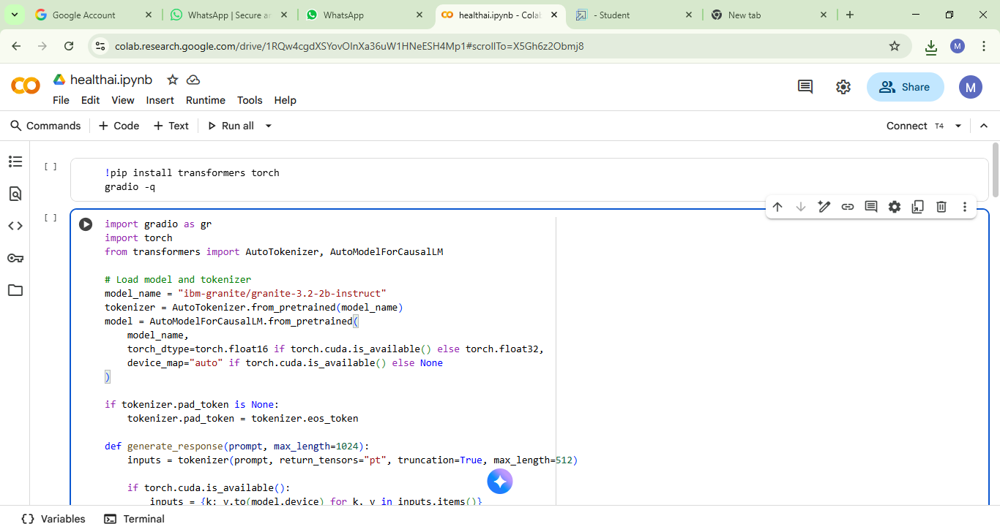 Google Account
WhatsApp | Secure an
WhatsApp
healthai.ipynb - Colab
- Student
New tab
colab.research.google.com/drive/1RQw4cgdXSYovOInXa36uW1HNeESH4Mp1#scrollTo=X5Gh6z2Obmj8
M
healthai.ipynb
Share
M
File Edit View Insert Runtime Tools Help
Commands + Code + Text Run all
Connect T4
[ ]
!pip install transformers torch
gradio -q
[ ]
import gradio as gr
import torch
from transformers import AutoTokenizer, AutoModelForCausalLM
# Load model and tokenizer
model_name = "ibm-granite/granite-3.2-2b-instruct"
tokenizer = AutoTokenizer.from_pretrained(model_name)
model = AutoModelForCausalLM.from_pretrained(
    model_name,
    torch_dtype=torch.float16 if torch.cuda.is_available() else torch.float32,
    device_map="auto" if torch.cuda.is_available() else None
)
if tokenizer.pad_token is None:
    tokenizer.pad_token = tokenizer.eos_token
def generate_response(prompt, max_length=1024):
    inputs = tokenizer(prompt, return_tensors="pt", truncation=True, max_length=512)
    if torch.cuda.is_available():
        inputs = {k: v.to(model.device) for k, v in inputs.items()}
{} Variables
Terminal